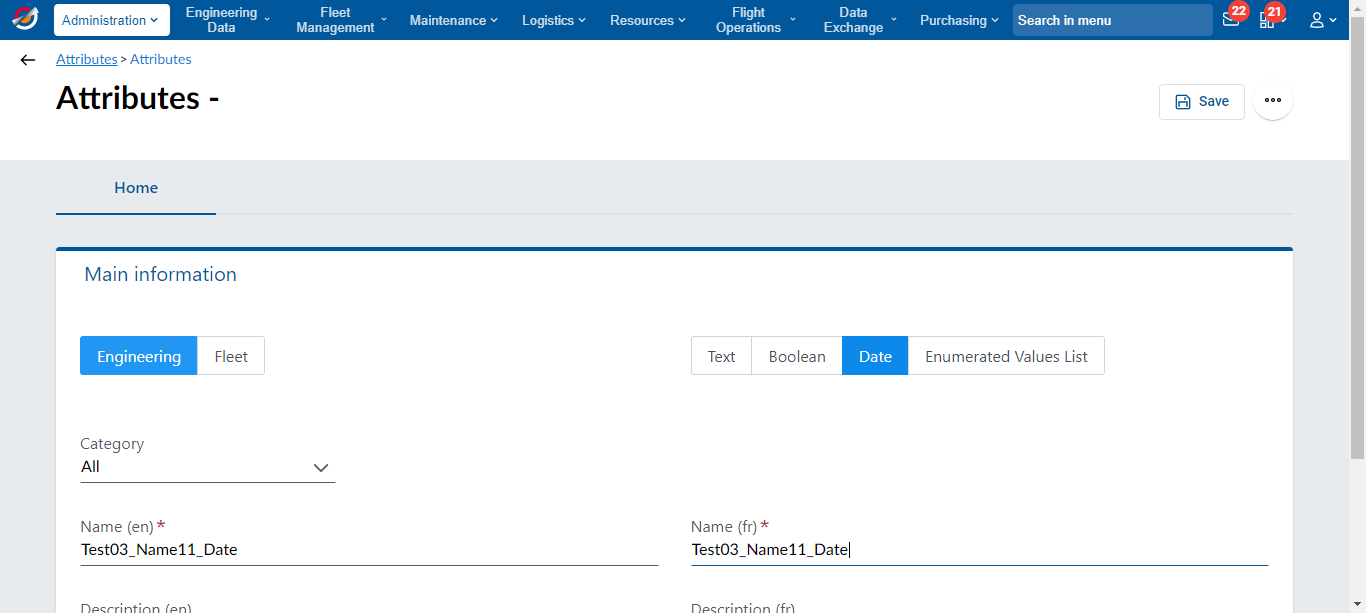 Administration
Engineering Data
Fleet Management
Maintenance
Logistics
Resources
Flight Operations
Data Exchange
Purchasing
Search in menu
22
21
Attributes > Attributes
Attributes -
Save
Home
Main information
Engineering
Fleet
Text
Boolean
Date
Enumerated Values List
Category
All
Name (en) *
Name (fr) *
Test03_Name11_Date
Test03_Name11_Date
Description (en)
Description (fr)